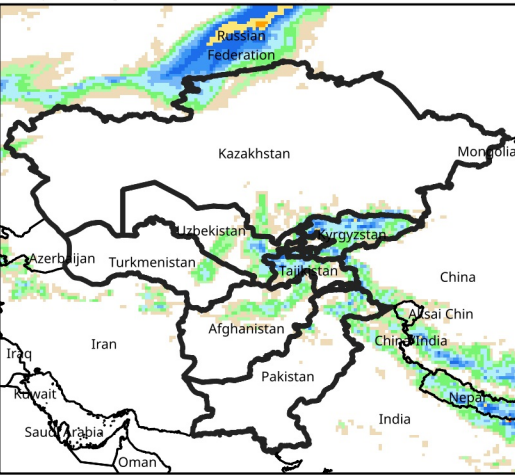 Russian
Federation
Kazakhstan
Mongolia
Uzbekistan
Kyrgyzstan
Azerbaijan
Turkmenistan
Tajikistan
China
Aksai Chin
Afghanistan
Iran
China/India
Iraq
Pakistan
Kuwait
Nepal
India
Saudi Arabia
Oman